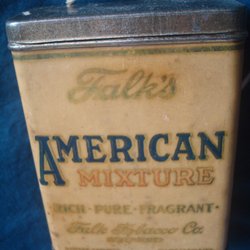 Falk's
AMERICAN
MIXTURE
RICH-PURE-FRAGRANT-
Falk Tobacco Co.